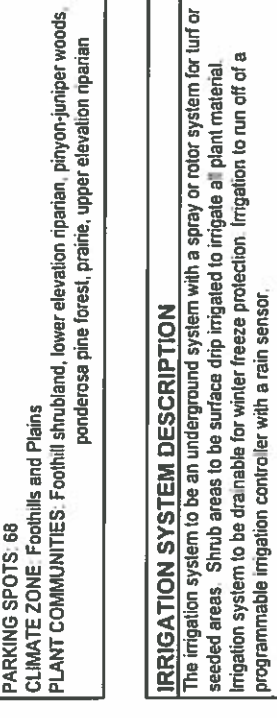 PARKING SPOTS: 68
CLIMATE ZONE: Foothills and Plains
PLANT COMMUNITIES: Foothill shrubland, lower elevation riparian, pinyon-juniper woods,
ponderosa pine forest, prairie, upper elevation riparian
IRRIGATION SYSTEM DESCRIPTION
The irrigation system to be an underground system with a spray or rotor system for turf or
seeded areas. Shrub areas to be surface drip irrigated to irrigate all plant material.
Irrigation system to be drainable for winter freeze protection. Irrigation to run off of a
programmable irrigation controller with a rain sensor.